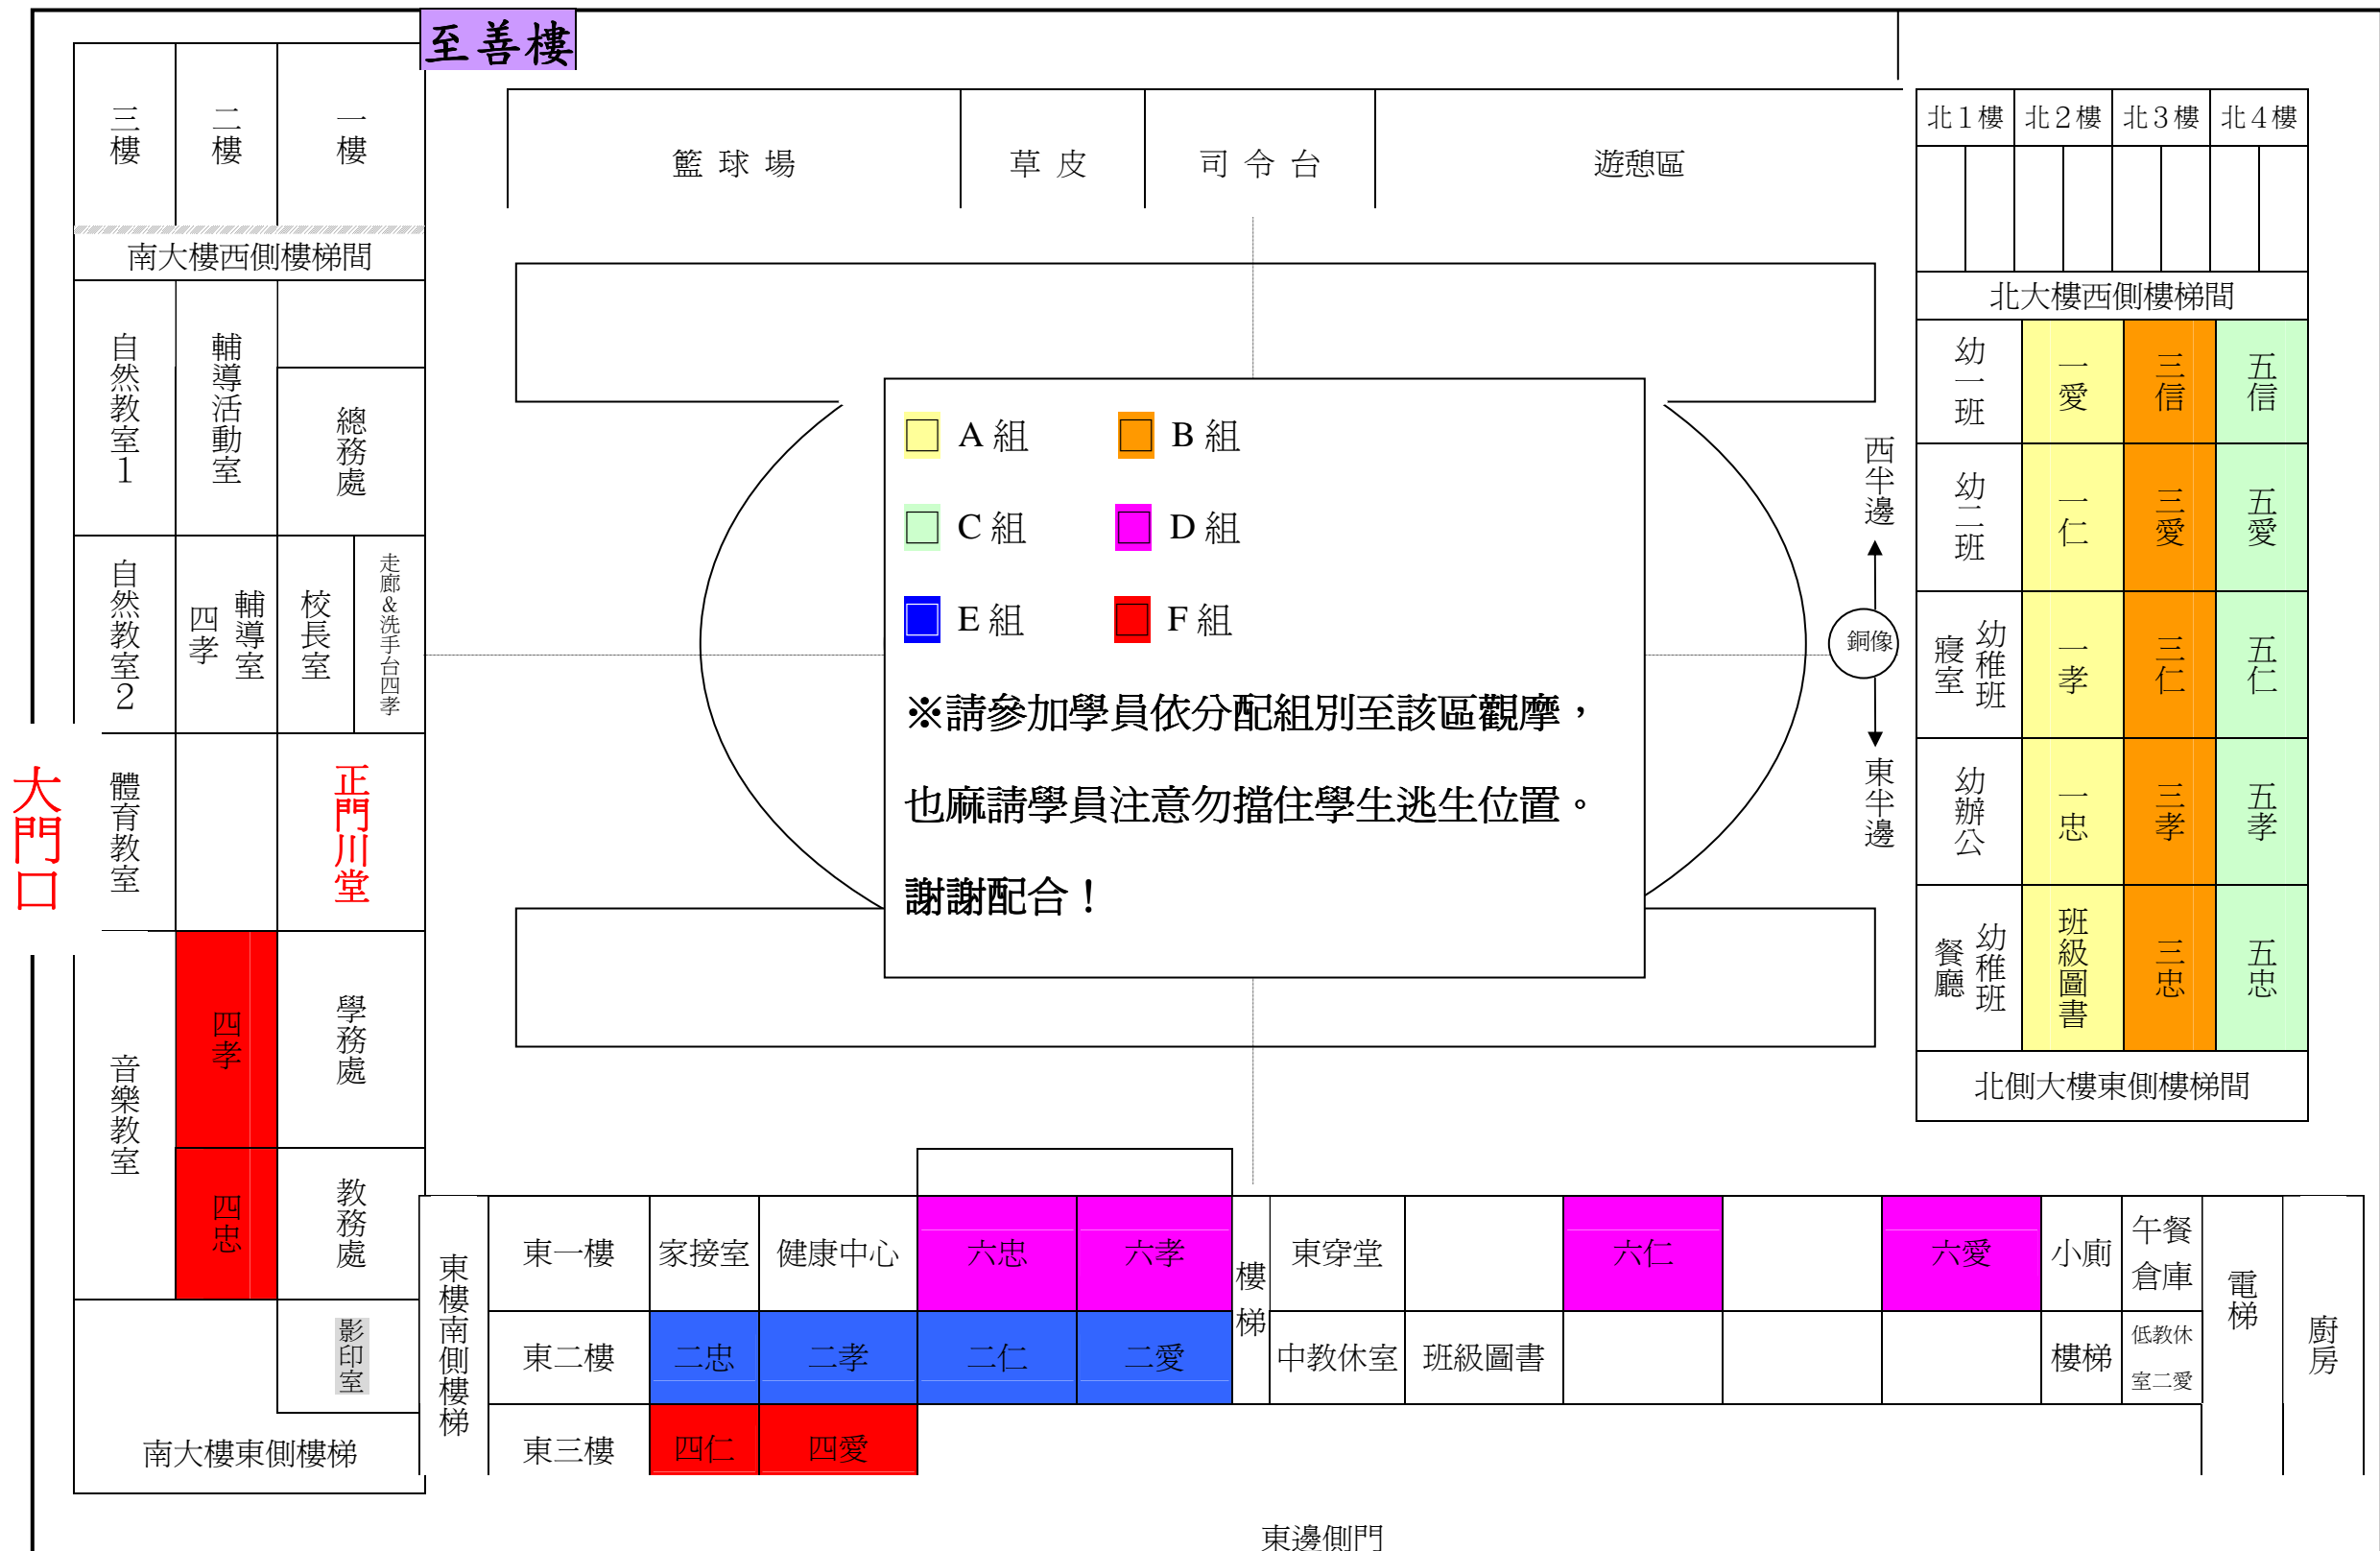 至善樓
三樓
二樓
一樓
南大樓西側樓梯間
自然教室1
輔導活動室
總務處
自然教室2
四孝
輔導室
校長室
走廊&洗手台四孝
大門口
體育教室
正門川堂
音樂教室
四孝
學務處
四忠
教務處
影印室
南大樓東側樓梯
籃球場
草皮
司令台
遊憩區
A組
B組
C組
D組
E組
F組
※請參加學員依分配組別至該區觀摩，
也麻請學員注意勿擋住學生逃生位置。
謝謝配合！
西半邊
銅像
東半邊
北1樓 北2樓 北3樓 北4樓
北大樓西側樓梯間
幼一班 一愛 三信 五信
幼二班 一仁 三愛 五愛
幼稚班寢室 一孝 三仁 五仁
幼辦公 一忠 三孝 五孝
幼稚班餐廳 班級圖書 三忠 五忠
北側大樓東側樓梯間
東樓南側樓梯
東一樓 家接室 健康中心 六忠 六孝 樓梯 東穿堂 六仁 六愛 小廁 午餐倉庫 電梯 廚房
東二樓 二忠 二孝 二仁 二愛 中教休室 班級圖書 樓梯 低教休室二愛
東三樓 四仁 四愛
東邊側門